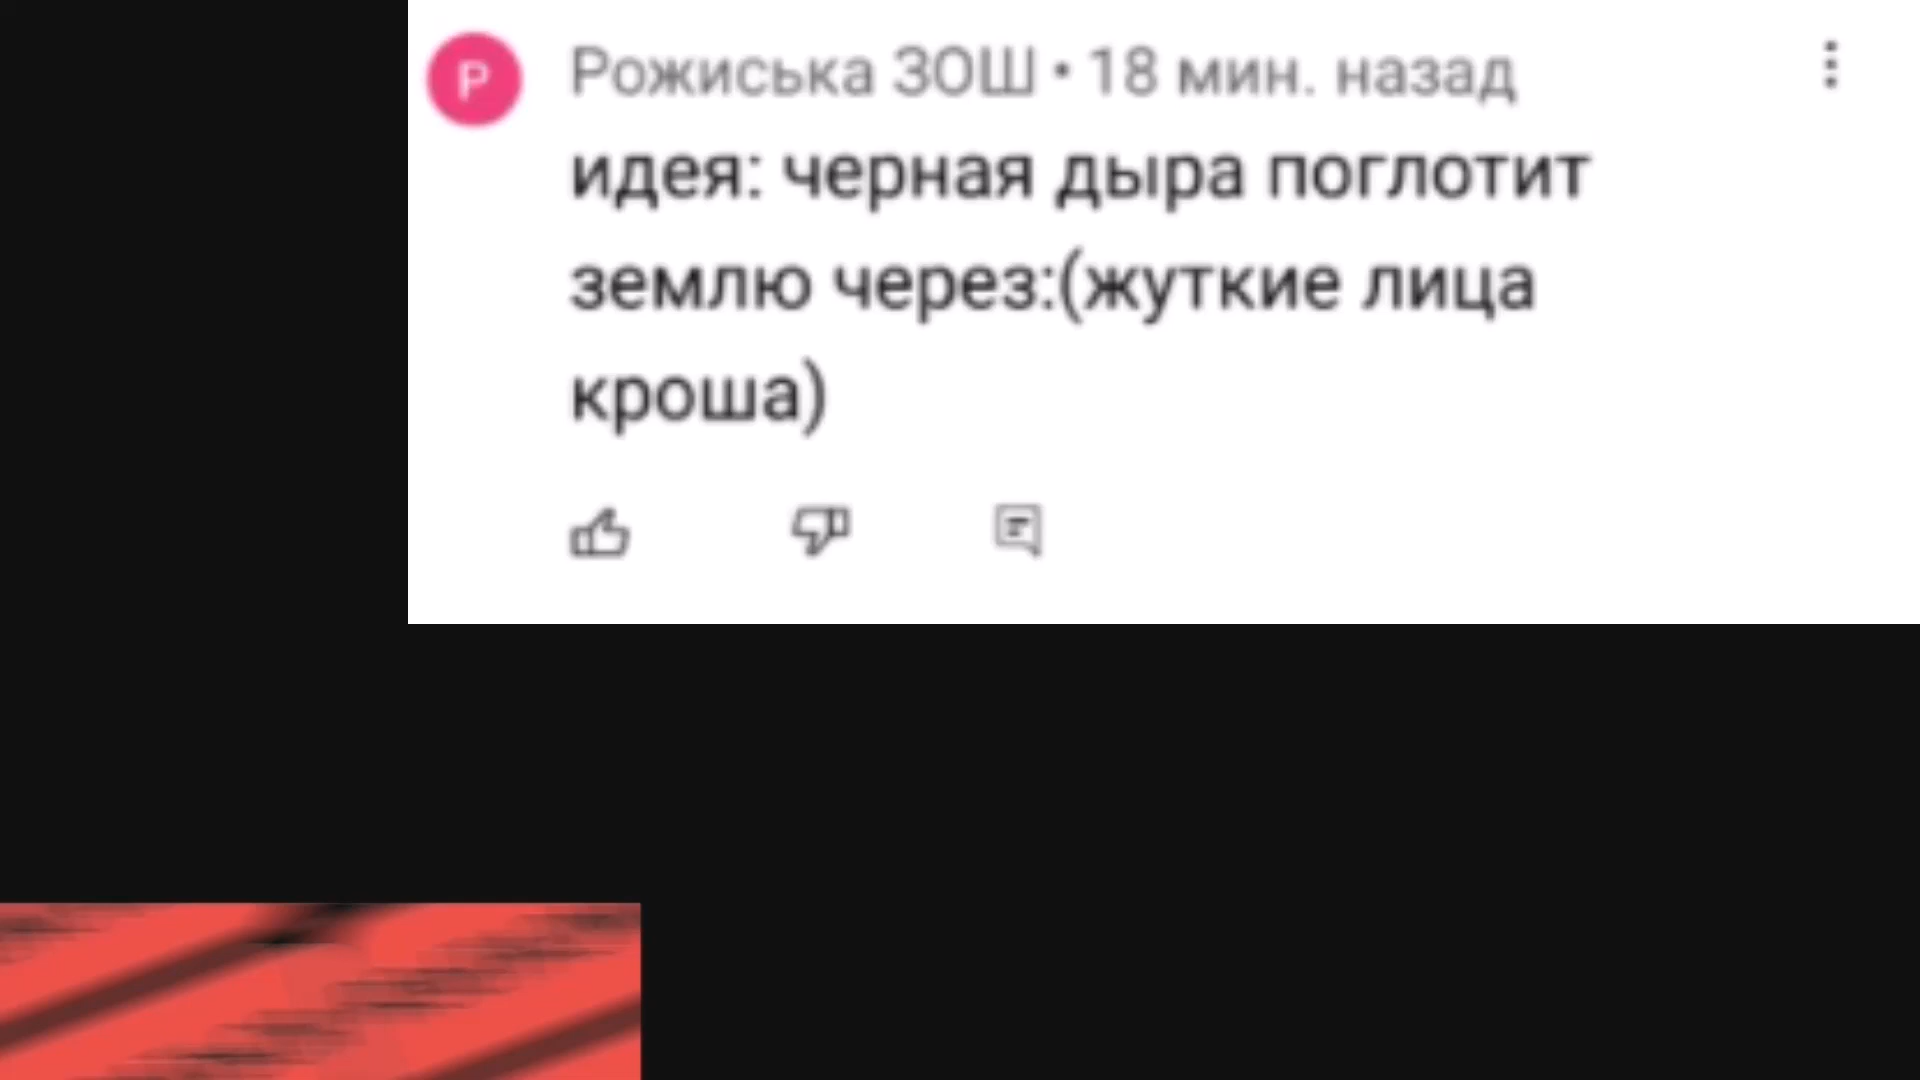 Р
Рожиська ЗОШ • 18 мин. назад
идея: черная дыра поглотит
землю через:(жуткие лица
кроша)